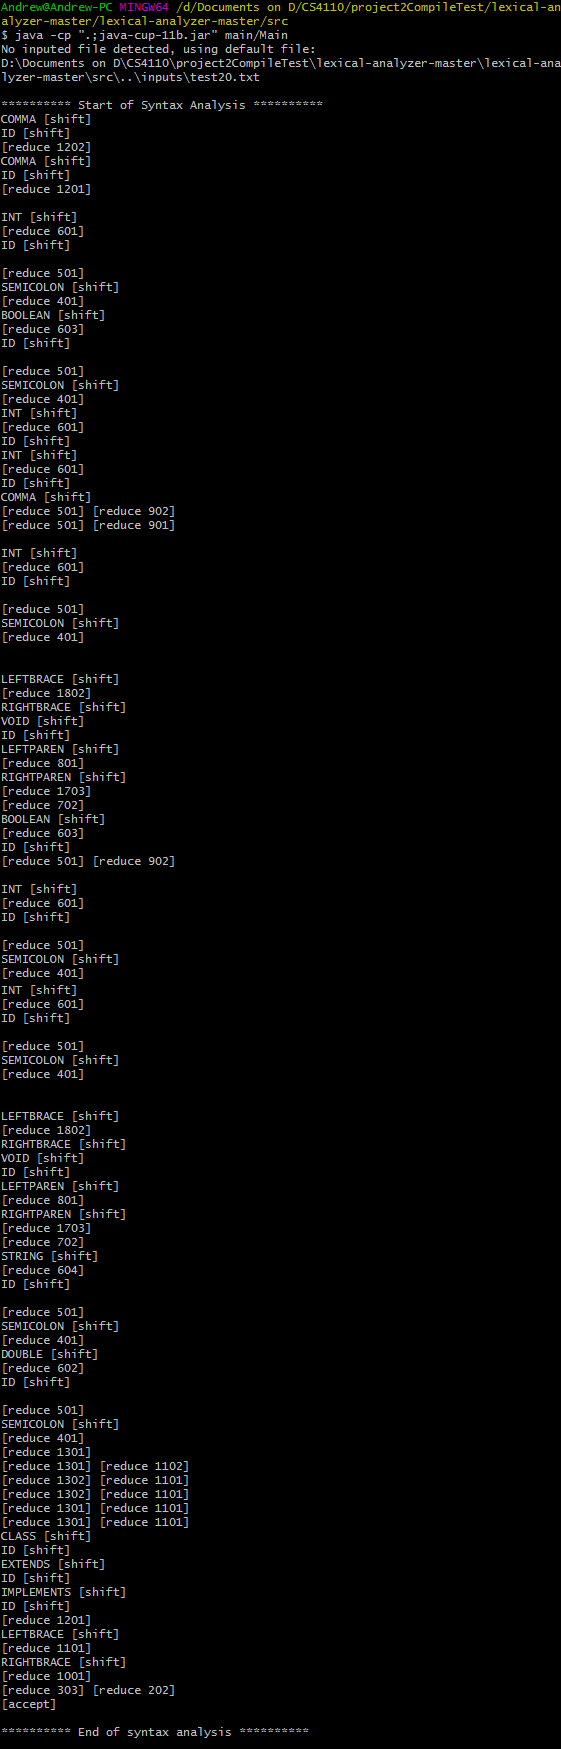 Andrew@Andrew-PC MINGW64 /d/Documents on D/CS4110/project2CompileTest/lexical-an
alyzer-master/lexical-analyzer-master/src
$ java -cp ".;java-cup-11b.jar" main/Main
No inputed file detected, using default file:
D:\Documents on D\CS4110\project2CompileTest\lexical-analyzer-master\lexical-ana
lyzer-master\src\..\inputs\test20.txt
********** Start of Syntax Analysis **********
COMMA [shift]
ID [shift]
[reduce 1202]
COMMA [shift]
ID [shift]
[reduce 1201]
INT [shift]
[reduce 601]
ID [shift]
[reduce 501]
SEMICOLON [shift]
[reduce 401]
BOOLEAN [shift]
[reduce 603]
ID [shift]
[reduce 501]
SEMICOLON [shift]
[reduce 401]
INT [shift]
[reduce 601]
ID [shift]
INT [shift]
[reduce 601]
ID [shift]
COMMA [shift]
[reduce 501] [reduce 902]
[reduce 501] [reduce 901]
INT [shift]
[reduce 601]
ID [shift]
[reduce 501]
SEMICOLON [shift]
[reduce 401]
LEFTBRACE [shift]
[reduce 1802]
RIGHTBRACE [shift]
VOID [shift]
ID [shift]
LEFTPAREN [shift]
[reduce 801]
RIGHTPAREN [shift]
[reduce 1703]
[reduce 702]
BOOLEAN [shift]
[reduce 603]
ID [shift]
[reduce 501] [reduce 902]
INT [shift]
[reduce 601]
ID [shift]
[reduce 501]
SEMICOLON [shift]
[reduce 401]
INT [shift]
[reduce 601]
ID [shift]
[reduce 501]
SEMICOLON [shift]
[reduce 401]
LEFTBRACE [shift]
[reduce 1802]
RIGHTBRACE [shift]
VOID [shift]
ID [shift]
LEFTPAREN [shift]
[reduce 801]
RIGHTPAREN [shift]
[reduce 1703]
[reduce 702]
STRING [shift]
[reduce 604]
ID [shift]
[reduce 501]
SEMICOLON [shift]
[reduce 401]
DOUBLE [shift]
[reduce 602]
ID [shift]
[reduce 501]
SEMICOLON [shift]
[reduce 401]
[reduce 1301]
[reduce 1301] [reduce 1102]
[reduce 1302] [reduce 1101]
[reduce 1302] [reduce 1101]
[reduce 1301] [reduce 1101]
[reduce 1301] [reduce 1101]
CLASS [shift]
ID [shift]
EXTENDS [shift]
ID [shift]
IMPLEMENTS [shift]
ID [shift]
[reduce 1201]
LEFTBRACE [shift]
[reduce 1101]
RIGHTBRACE [shift]
[reduce 1001]
[reduce 303] [reduce 202]
[accept]
********** End of syntax analysis **********